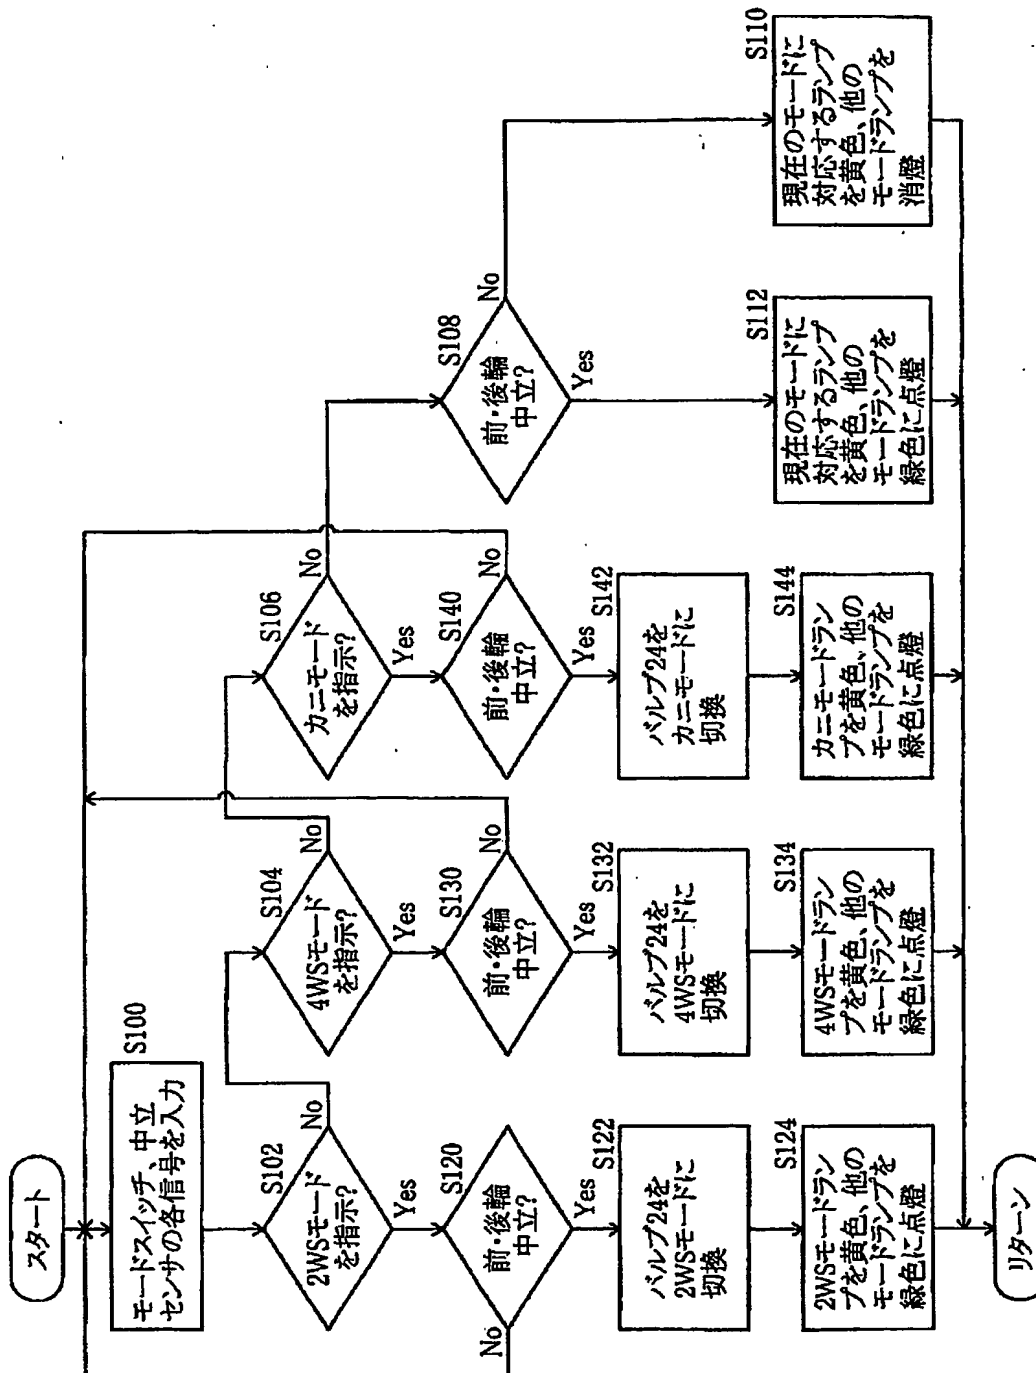 スタート
S100
モードスイッチ、中立
センサの各信号を入力
S102
2WSモード
を指示?
No
Yes
S120
前・後輪
中立?
No
Yes
S122
バルブ24を
2WSモードに
切換
S124
2WSモードラン
プを黄色、他の
モードランプを
緑色に点燈
リターン
S104
4WSモード
を指示?
No
Yes
S130
前・後輪
中立?
No
Yes
S132
バルブ24を
4WSモードに
切換
S134
4WSモードラン
プを黄色、他の
モードランプを
緑色に点燈
S106
カニモード
を指示?
No
Yes
S140
前・後輪
中立?
No
Yes
S142
バルブ24を
カニモードに
切換
S144
カニモードラン
プを黄色、他の
モードランプを
緑色に点燈
S108
前・後輪
中立?
No
Yes
S112
現在のモードに
対応するランプ
を黄色、他の
モードランプを
緑色に点燈
S110
現在のモードに
対応するランプ
を黄色、他の
モードランプを
消燈